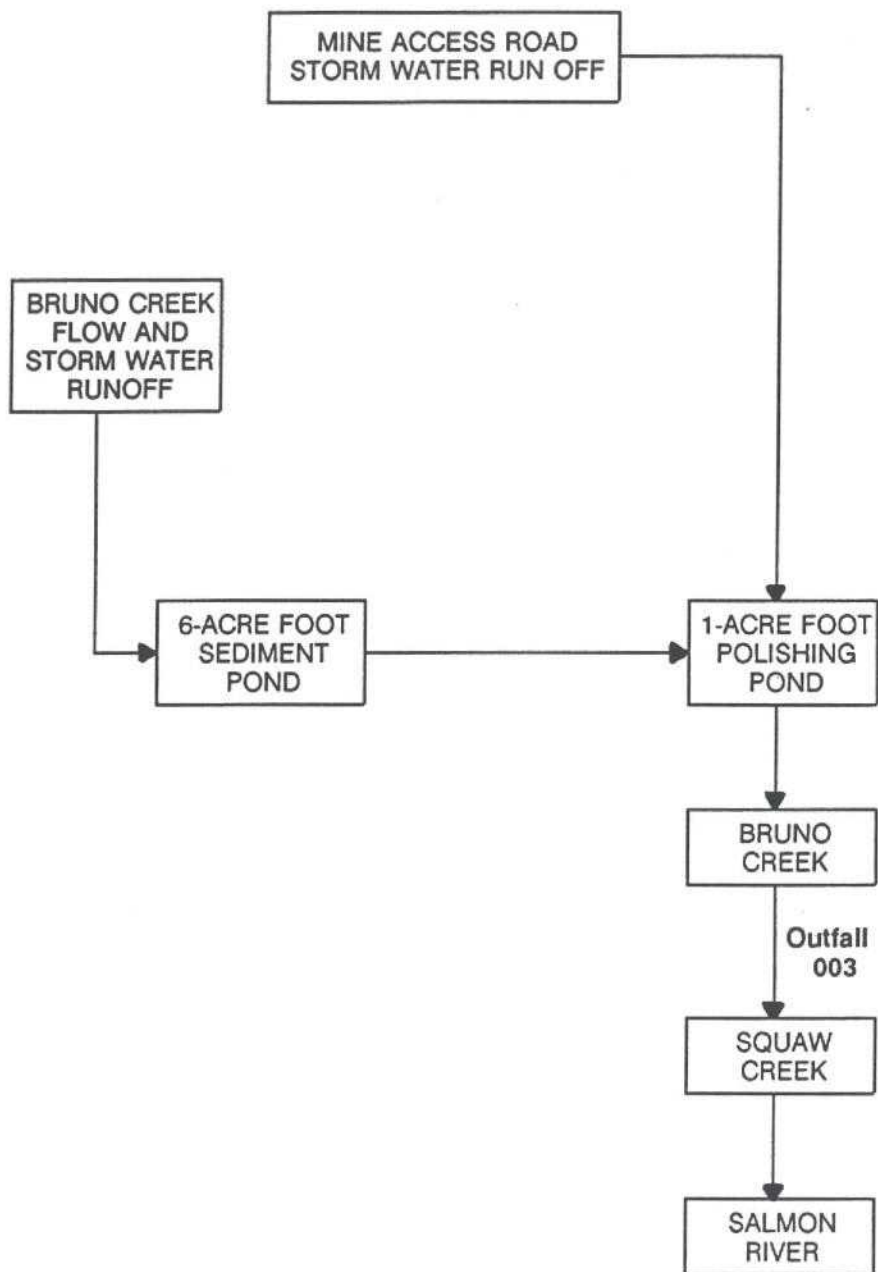 MINE ACCESS ROAD
STORM WATER RUN OFF
BRUNO CREEK
FLOW AND
STORM WATER
RUNOFF
6-ACRE FOOT
SEDIMENT
POND
1-ACRE FOOT
POLISHING
POND
BRUNO
CREEK
Outfall
003
SQUAW
CREEK
SALMON
RIVER